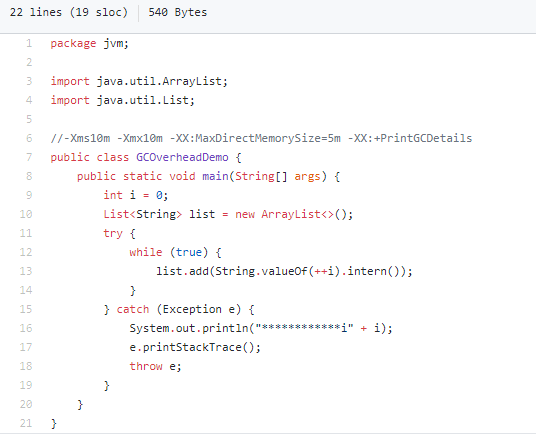 22 lines (19 sloc) 540 Bytes
1 package jvm;
2
3 import java.util.ArrayList;
4 import java.util.List;
5
6 //-Xms10m -Xmx10m -XX:MaxDirectMemorySize=5m -XX:+PrintGCDetails
7 public class GCOverheadDemo {
8 public static void main(String[] args) {
9 int i = 0;
10 List<String> list = new ArrayList<>();
11 try {
12 while (true) {
13 list.add(String.valueOf(++i).intern());
14 }
15 } catch (Exception e) {
16 System.out.println("************i" + i);
17 e.printStackTrace();
18 throw e;
19 }
20 }
21 }